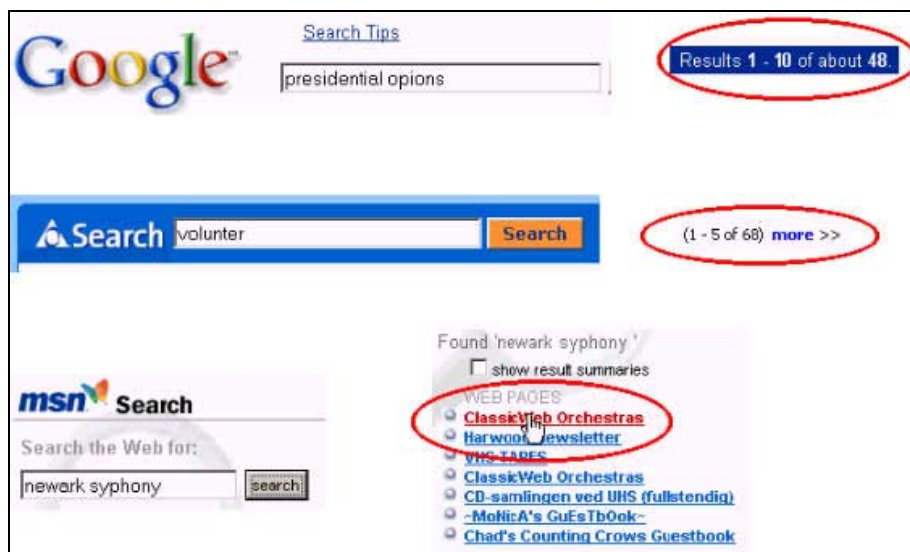 Google
Search Tips
presidential opions
Results 1 - 10 of about 48.
Search
volunter
Search
(1 - 5 of 68) more >>
msn Search
Search the Web for:
newark syphony
search
Found 'newark syphony '
show result summaries
WEB PAGES
ClassicWeb Orchestras
Harwood Newsletter
VHS TAPES
ClassicWeb Orchestras
CD-samlingen ved UHS (fullstendig)
~MoNicA's GuEsTbOok~
Chad's Counting Crows Guestbook